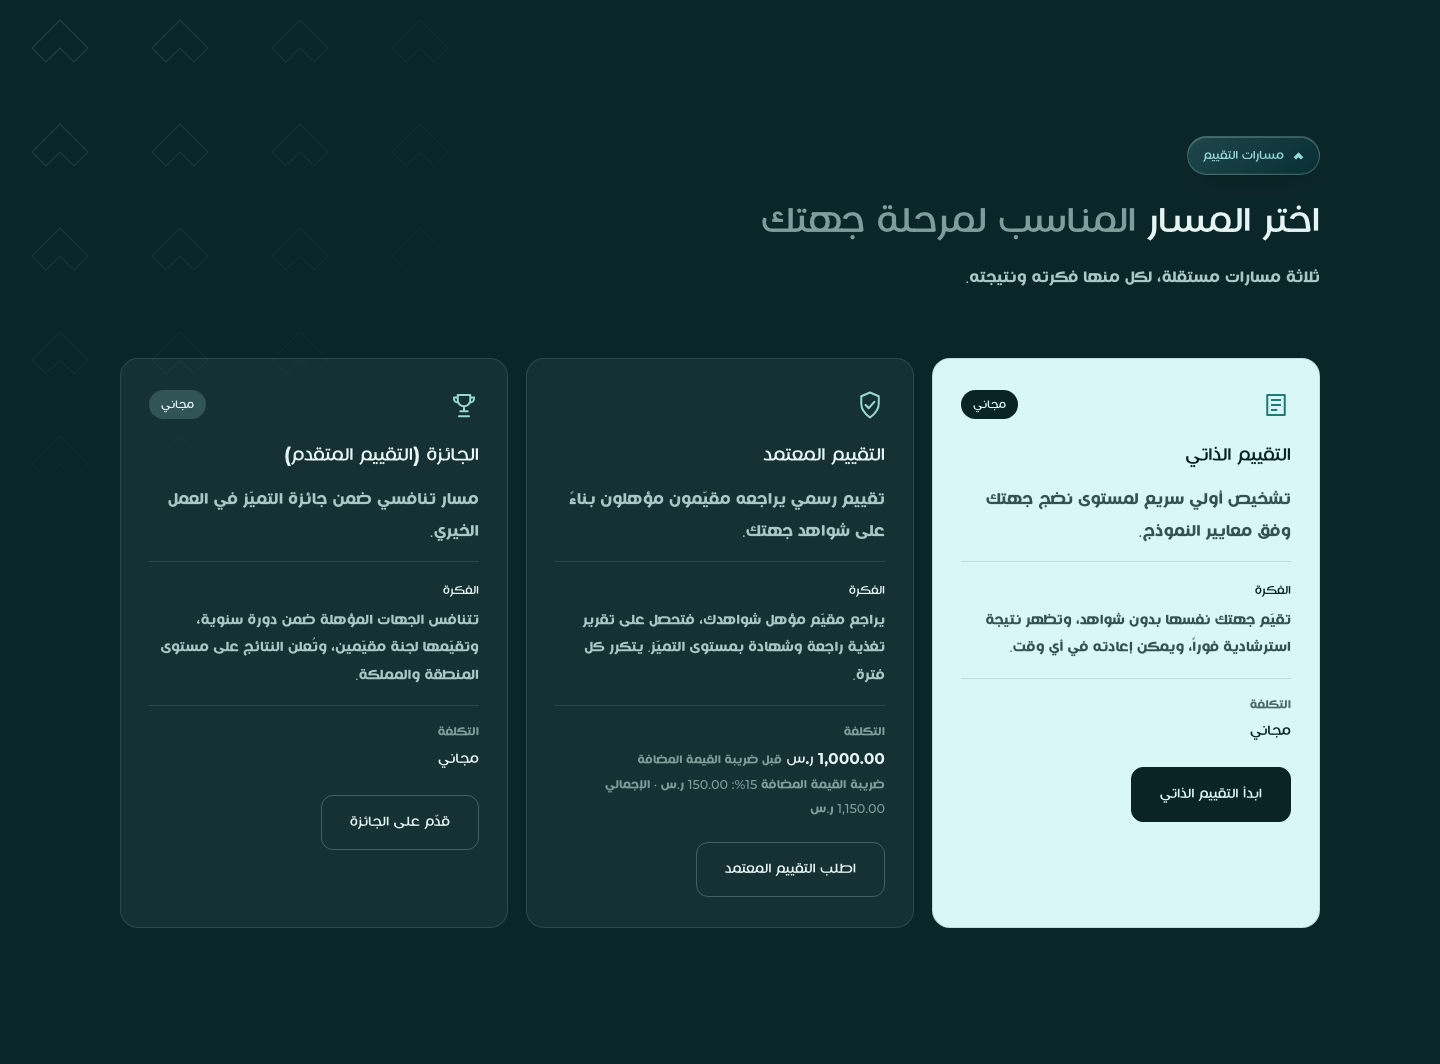 مسارات التقييم
اختر المسار المناسب لمرحلة جهتك
ثلاثة مسارات مستقلة، لكل منها فكرته ونتيجته.
مجاني
التقييم الذاتي
تشخيص أولي سريع لمستوى نضج جهتك
وفق معايير النموذج.
الفكرة
تقيّم جهتك نفسها بدون شواهد، وتظهر نتيجة
استرشادية فوراً، ويمكن إعادته في أي وقت.
التكلفة
مجاني
ابدأ التقييم الذاتي
التقييم المعتمد
تقييم رسمي يراجعه مقيّمون مؤهلون بناءً
على شواهد جهتك.
الفكرة
يراجع مقيّم مؤهل شواهدك، فتحصل على تقرير
تغذية راجعة وشهادة بمستوى التميّز. يتكرر كل
فترة.
التكلفة
1,000.00 ر.س قبل ضريبة القيمة المضافة
ضريبة القيمة المضافة 15%: 150.00 ر.س · الإجمالي
1,150.00 ر.س
اطلب التقييم المعتمد
مجاني
الجائزة (التقييم المتقدم)
مسار تنافسي ضمن جائزة التميّز في العمل
الخيري.
الفكرة
تتنافس الجهات المؤهلة ضمن دورة سنوية،
وتقيّمها لجنة مقيّمين، وتُعلن النتائج على مستوى
المنطقة والمملكة.
التكلفة
مجاني
قدّم على الجائزة